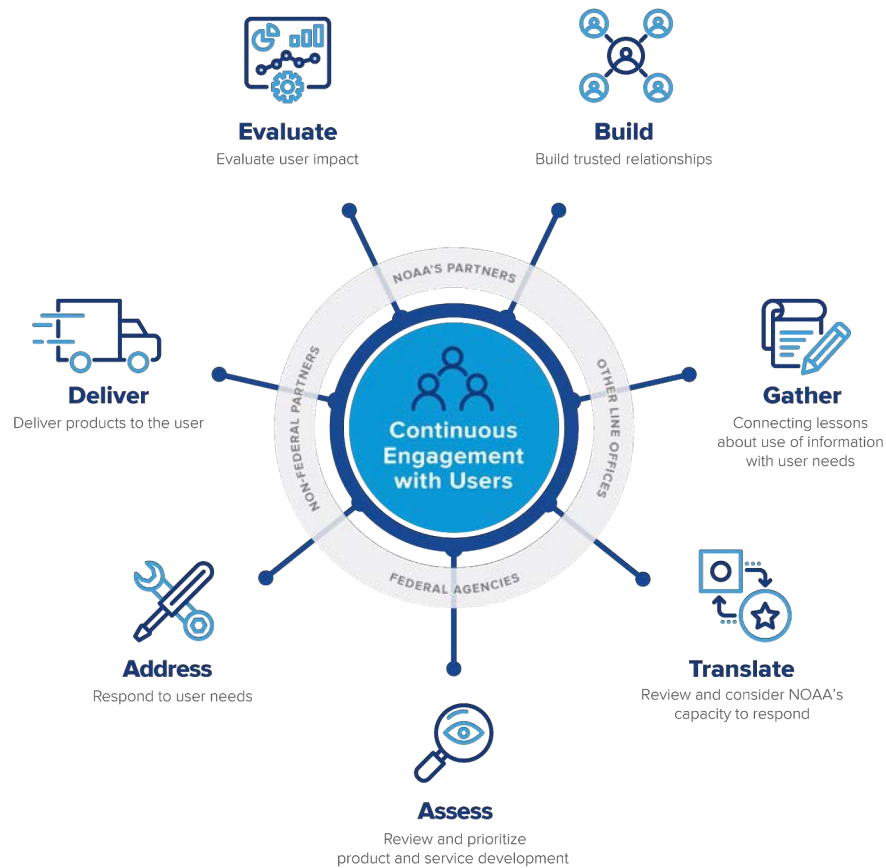 Evaluate
Evaluate user impact
Build
Build trusted relationships
NOAA'S PARTNERS
Deliver
Deliver products to the user
NON-FEDERAL PARTNERS
Continuous
Engagement
with Users
OTHER LINE OFFICES
Gather
Connecting lessons
about use of information
with user needs
FEDERAL AGENCIES
Address
Respond to user needs
Translate
Review and consider NOAA's
capacity to respond
Assess
Review and prioritize
product and service development